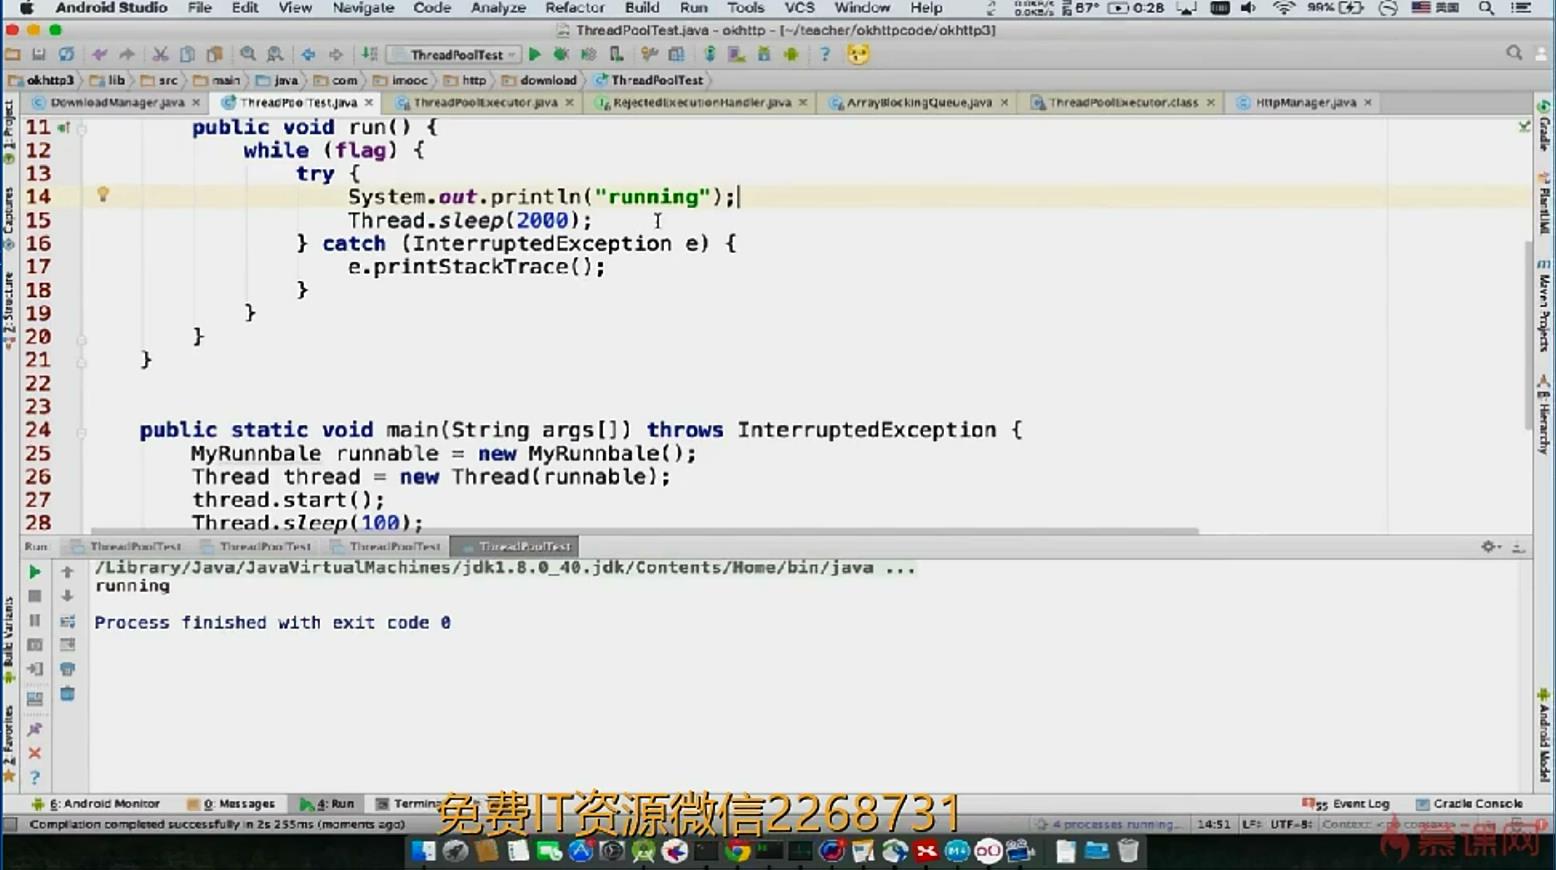 Android Studio File Edit View Navigate Code Analyze Refactor Build Run Tools VCS Window Help 87° 0:28 99% 美国
ThreadPoolTest.java - okhttp - [~/teacher/okhttpcode/okhttp3]
ThreadPoolTest
okhttp3 lib src main java com imooc http download ThreadPoolTest
DownloadManager.java ThreadPoolTest.java ThreadPoolExecutor.java RejectedExecutionHandler.java ArrayBlockingQueue.java ThreadPoolExecutor.class HttpManager.java
11 public void run() {
12 while (flag) {
13 try {
14 System.out.println("running");
15 Thread.sleep(2000);
16 } catch (InterruptedException e) {
17 e.printStackTrace();
18 }
19 }
20 }
21 }
22
23
24 public static void main(String args[]) throws InterruptedException {
25 MyRunnbale runnable = new MyRunnbale();
26 Thread thread = new Thread(runnable);
27 thread.start();
28 Thread.sleep(100);
1: Project
Captures
7: Structure
Build Variants
2: Favorites
Gradle
PlantUML
Maven Projects
Hierarchy
Android Model
Run: ThreadPoolTest ThreadPoolTest ThreadPoolTest ThreadPoolTest
/Library/Java/JavaVirtualMachines/jdk1.8.0_40.jdk/Contents/Home/bin/java ...
running
Process finished with exit code 0
6: Android Monitor 0: Messages 4: Run Termin Event Log Gradle Console
免费IT资源微信2268731
Compilation completed successfully in 2s 255ms (moments ago) 4 processes running... 14:51 LF: UTF-8: Context:
慕课网